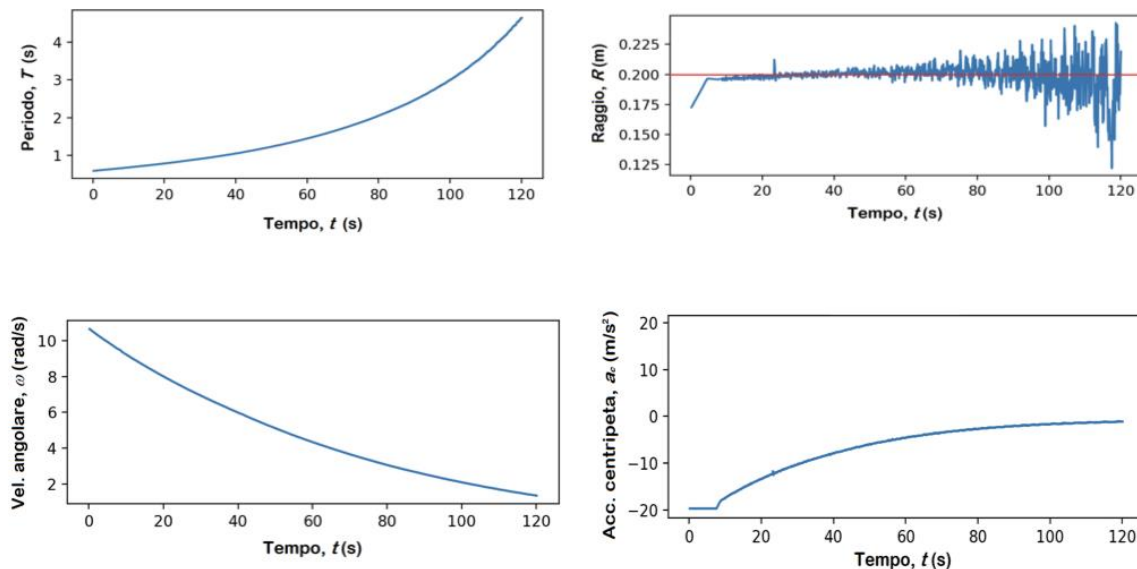 Periodo, T (s)
4
3
2
1
0 20 40 60 80 100 120
Tempo, t (s)
Raggio, R (m)
0.225
0.200
0.175
0.150
0.125
0 20 40 60 80 100 120
Tempo, t (s)
Vel. angolare, ω (rad/s)
10
8
6
4
2
0 20 40 60 80 100 120
Tempo, t (s)
Acc. centripeta, ac (m/s²)
20
10
0
−10
−20
0 20 40 60 80 100 120
Tempo, t (s)